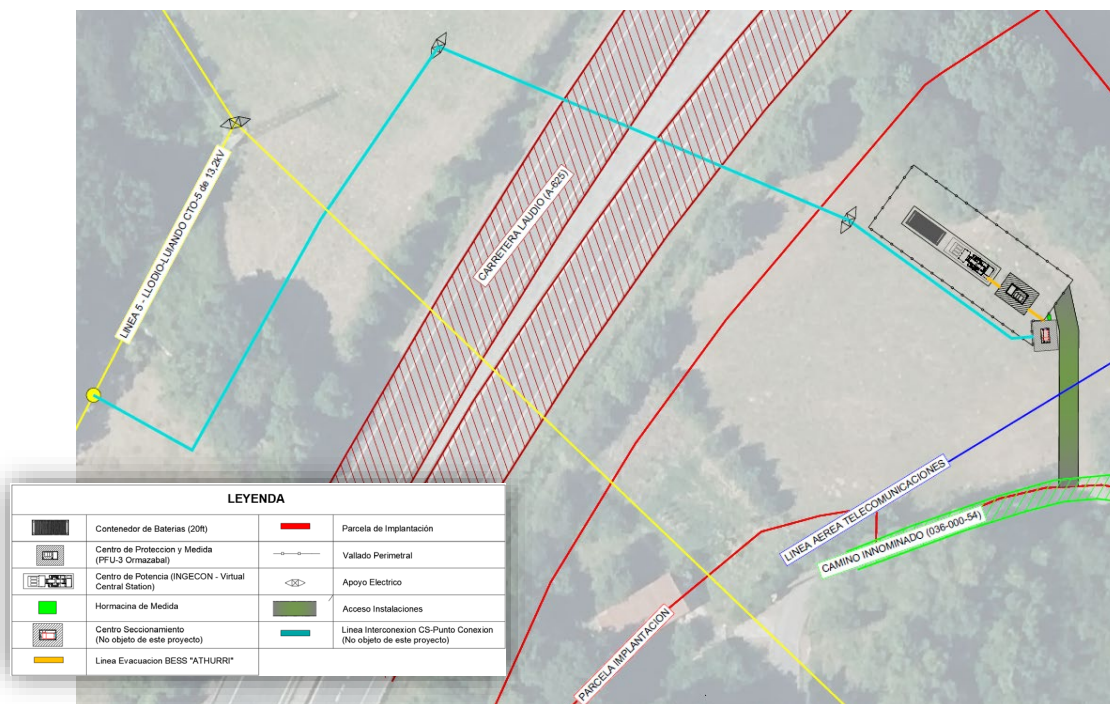 LINEA 5 - LLODIO-LUIANDO CTO-5 de 13,2kV
CARRETERA LAUDIO (A-625)
LINEA AEREA TELECOMUNICACIONES
CAMINO INNOMINADO (036-000-54)
PARCELA IMPLANTACION
LEYENDA
Contenedor de Baterias (20ft)
Parcela de Implantación
Centro de Proteccion y Medida
(PFU-3 Ormazabal)
Vallado Perimetral
Centro de Potencia (INGECON - Virtual
Central Station)
Apoyo Electrico
Hormacina de Medida
Acceso Instalaciones
Centro Seccionamiento
(No objeto de este proyecto)
Linea Interconexion CS-Punto Conexion
(No objeto de este proyecto)
Linea Evacuacion BESS "ATHURRI"